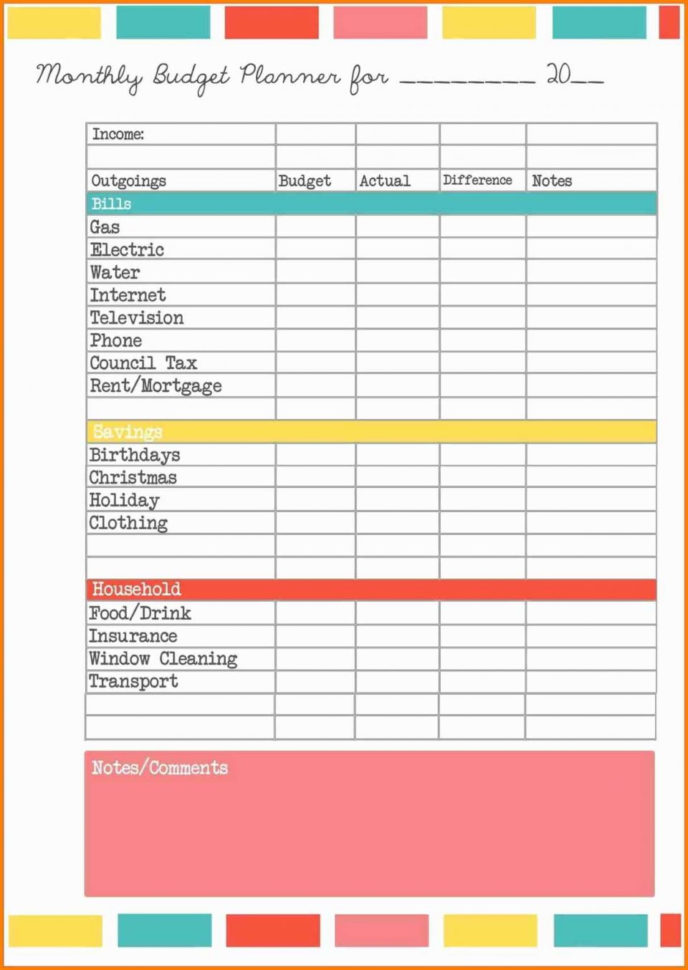 Monthly Budget Planner for ________ 20__
Income:
Outgoings Budget Actual Difference Notes
Bills
Gas
Electric
Water
Internet
Television
Phone
Council Tax
Rent/Mortgage
Savings
Birthdays
Christmas
Holiday
Clothing
Household
Food/Drink
Insurance
Window Cleaning
Transport
Notes/Comments